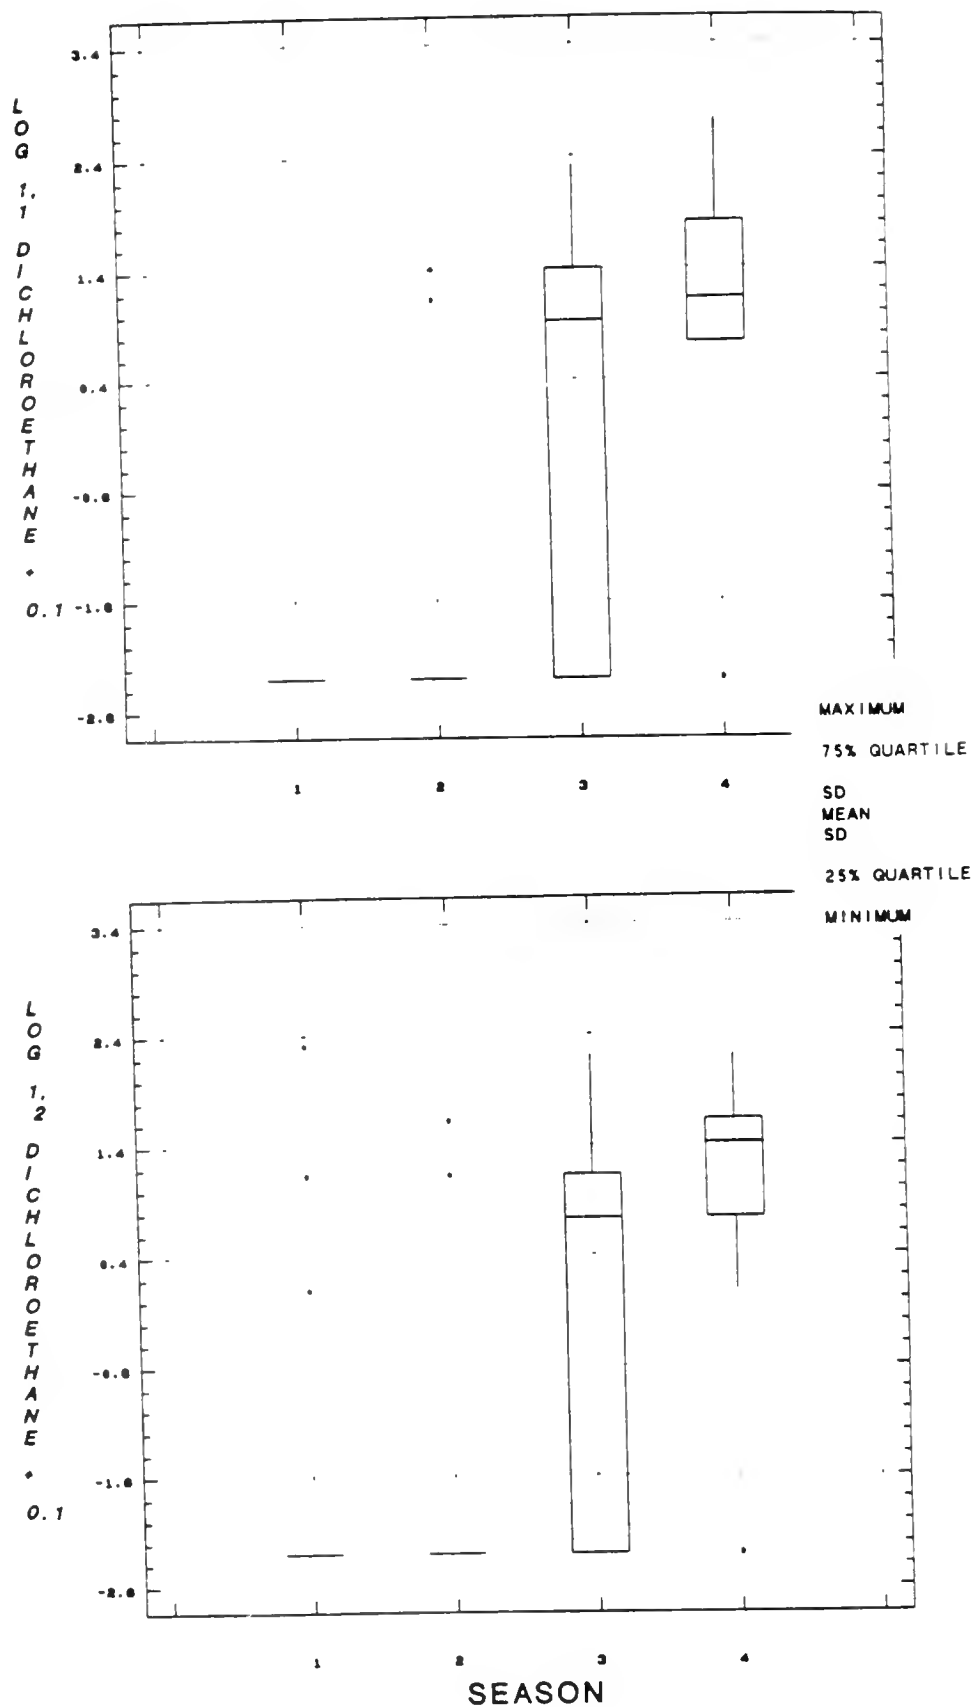 LOG 1,1 DICHLOROETHANE + 0.1
3.4
2.4
1.4
0.4
-0.6
-1.6
-2.6
1 2 3 4
MAXIMUM
75% QUARTILE
SD
MEAN
SD
25% QUARTILE
MINIMUM
LOG 1,2 DICHLOROETHANE + 0.1
3.4
2.4
1.4
0.4
-0.6
-1.6
-2.6
1 2 3 4
SEASON